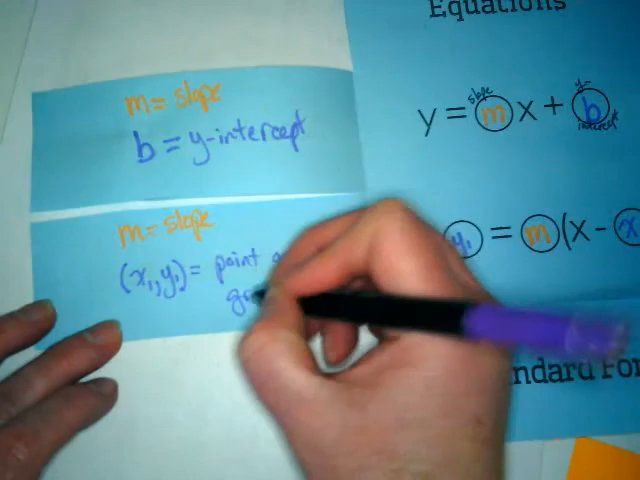 Equations
m = slope
b = y-intercept
slope
y-
y = m x + b
intercept
m = slope
(x₁, y₁) = point
y₁ = m (x - x
ndard For